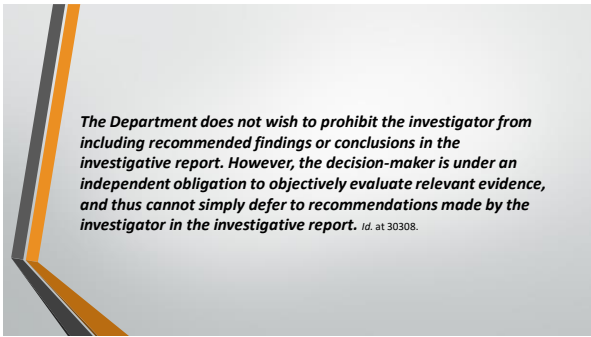 The Department does not wish to prohibit the investigator from
including recommended findings or conclusions in the
investigative report. However, the decision-maker is under an
independent obligation to objectively evaluate relevant evidence,
and thus cannot simply defer to recommendations made by the
investigator in the investigative report. Id. at 30308.